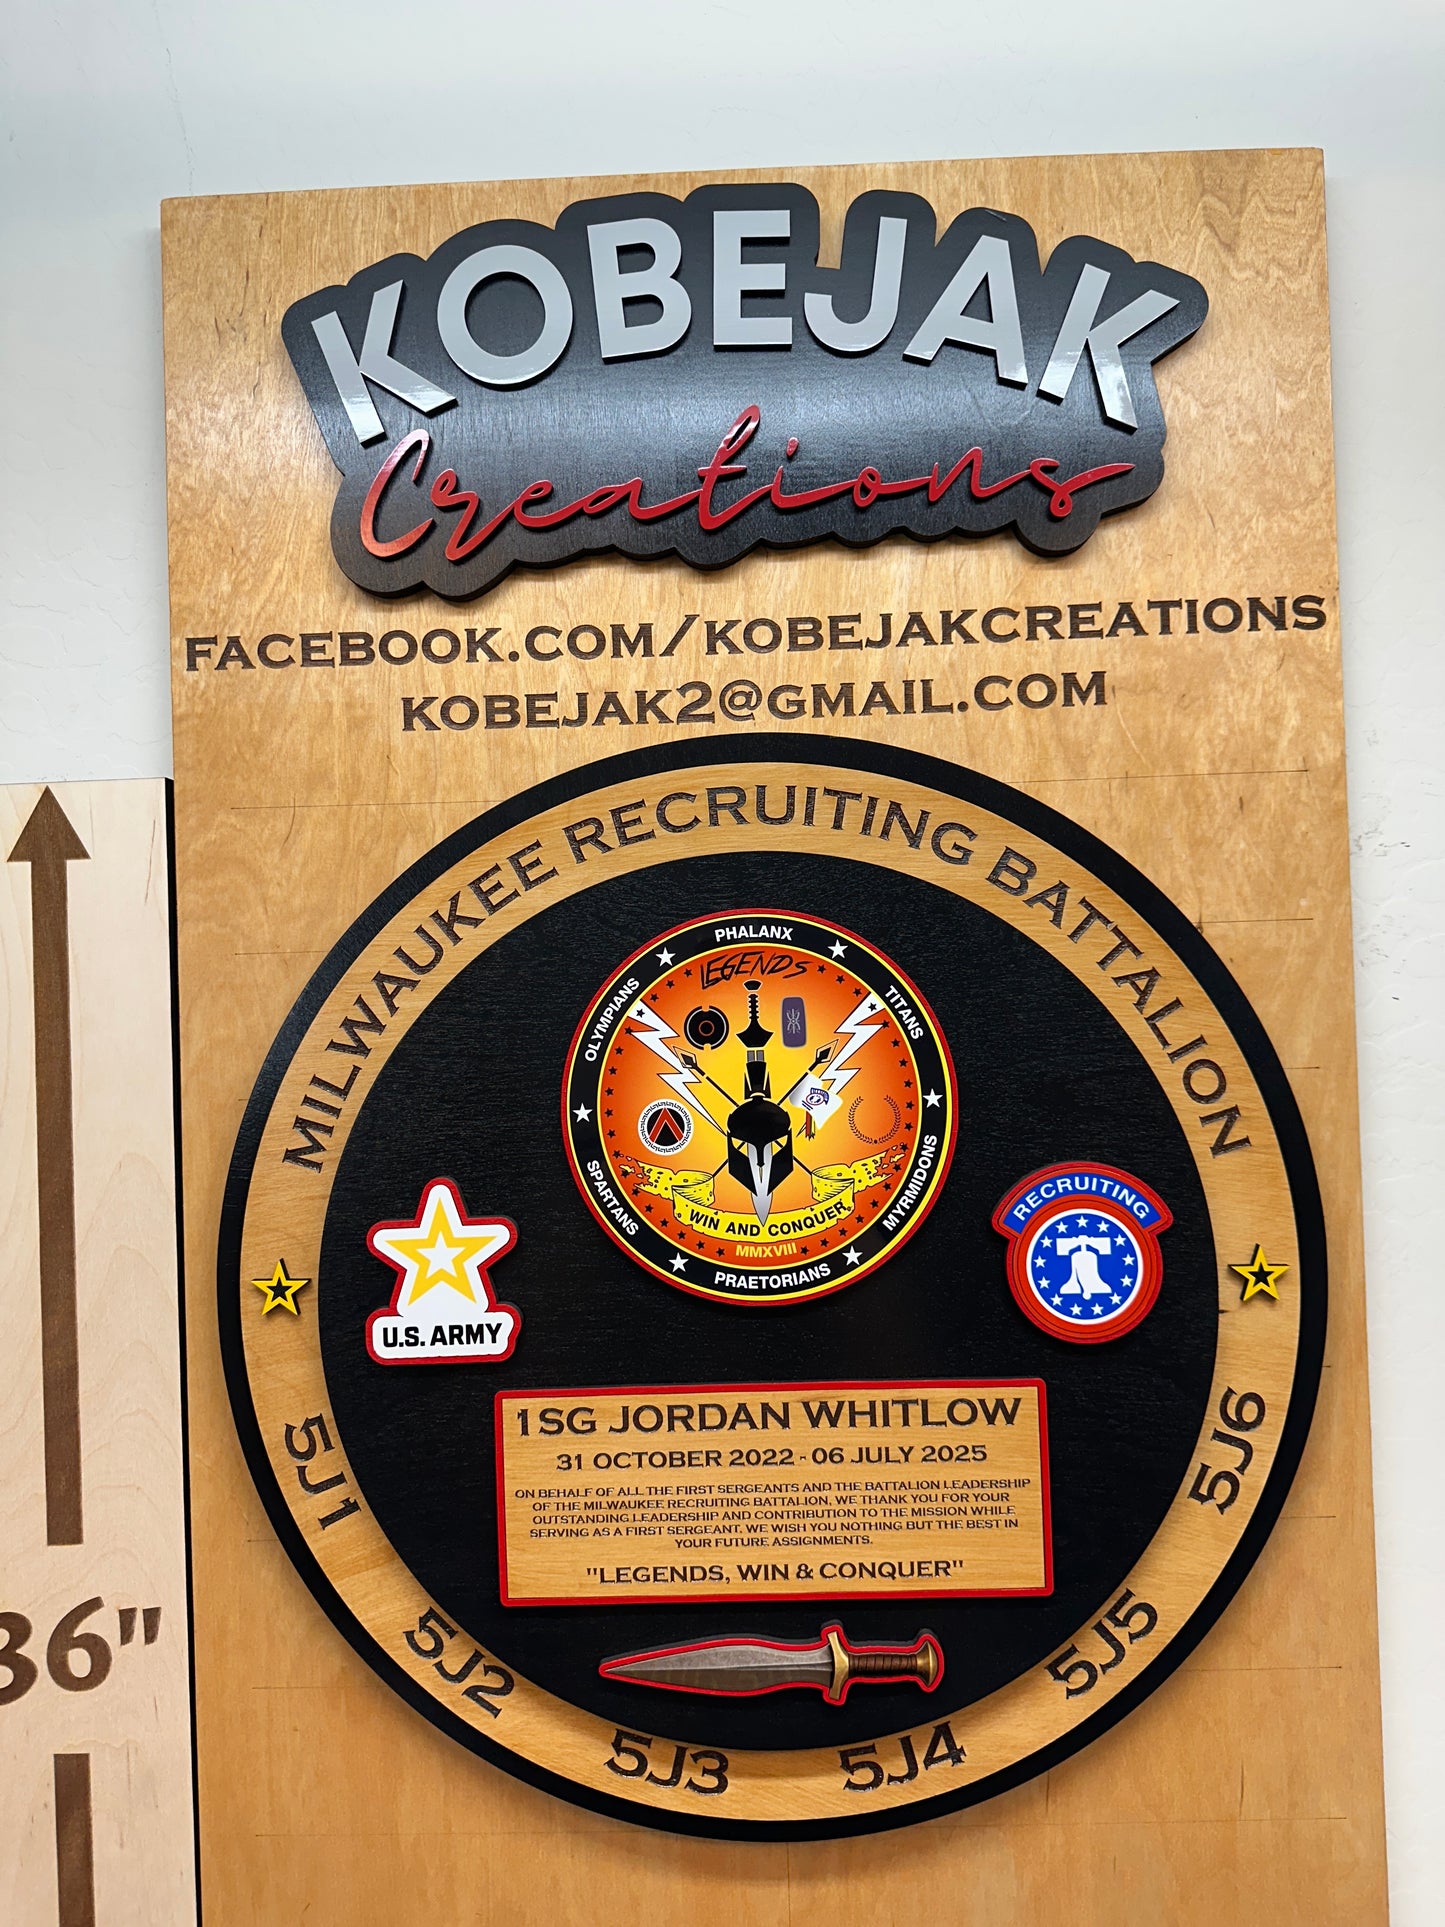 KOBEJAK
Creations
FACEBOOK.COM/KOBEJAKCREATIONS
KOBEJAK2@GMAIL.COM
36"
MILWAUKEE RECRUITING BATTALION
PHALANX
TITANS
MYRMIDONS
PRAETORIANS
SPARTANS
OLYMPIANS
LEGENDS
WIN AND CONQUER
MMXVIII
U.S. ARMY
RECRUITING
1SG JORDAN WHITLOW
31 OCTOBER 2022 - 06 JULY 2025
ON BEHALF OF ALL THE FIRST SERGEANTS AND THE BATTALION LEADERSHIP
OF THE MILWAUKEE RECRUITING BATTALION, WE THANK YOU FOR YOUR
OUTSTANDING LEADERSHIP AND CONTRIBUTION TO THE MISSION WHILE
SERVING AS A FIRST SERGEANT. WE WISH YOU NOTHING BUT THE BEST IN
YOUR FUTURE ASSIGNMENTS.
"LEGENDS, WIN & CONQUER"
5J1
5J2
5J3
5J4
5J5
5J6